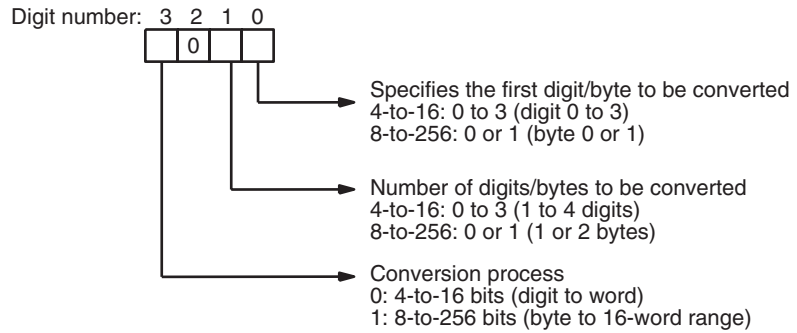 Digit number: 3 2 1 0
0
Specifies the first digit/byte to be converted
4-to-16: 0 to 3 (digit 0 to 3)
8-to-256: 0 or 1 (byte 0 or 1)
Number of digits/bytes to be converted
4-to-16: 0 to 3 (1 to 4 digits)
8-to-256: 0 or 1 (1 or 2 bytes)
Conversion process
0: 4-to-16 bits (digit to word)
1: 8-to-256 bits (byte to 16-word range)